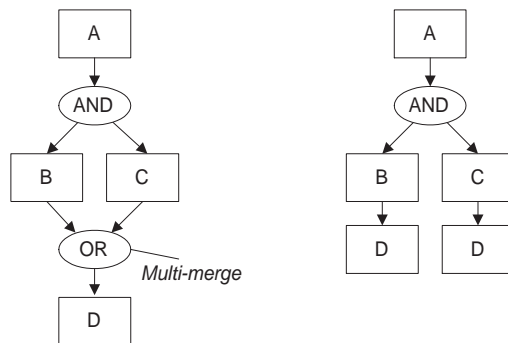 A
AND
B C
OR
Multi-merge
D
A
AND
B C
D D